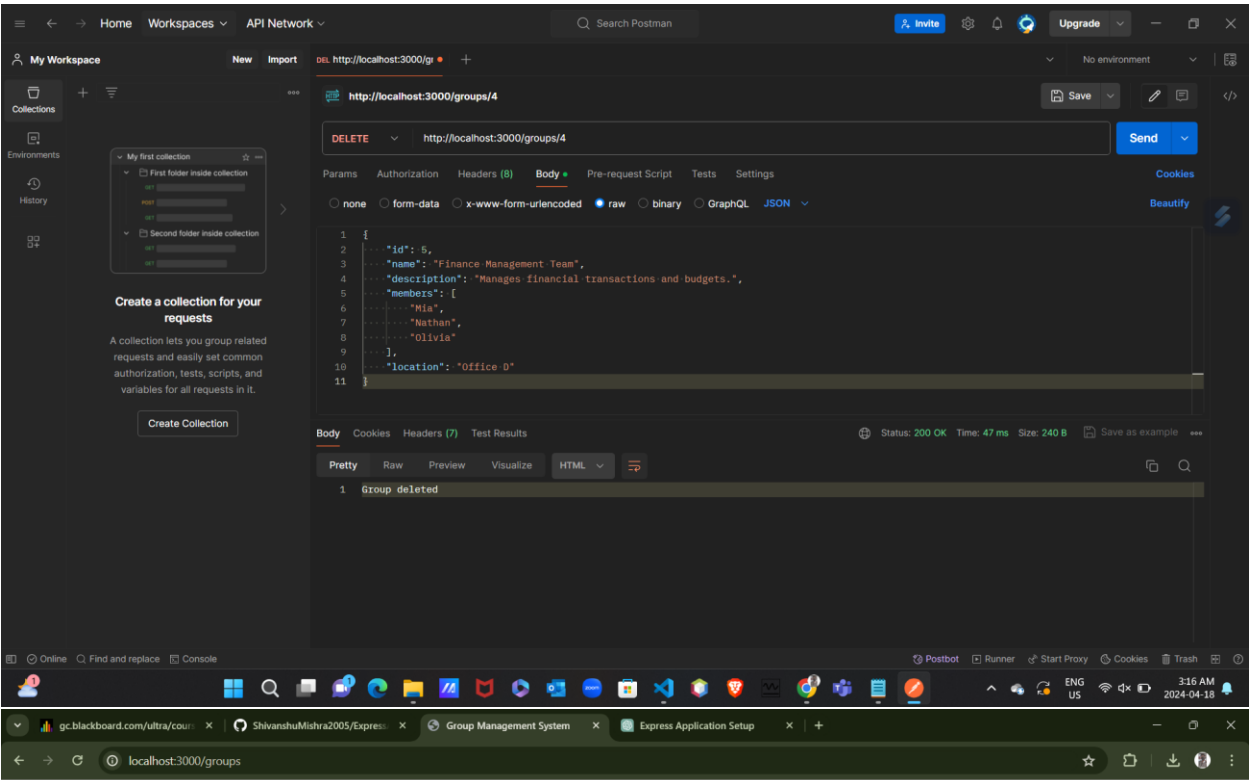 Home Workspaces API Network Search Postman Invite Upgrade
My Workspace New Import DEL http://localhost:3000/gr No environment
Collections
Environments
History
My first collection
First folder inside collection
GET
POST
GET
Second folder inside collection
GET
GET
Create a collection for your
requests
A collection lets you group related
requests and easily set common
authorization, tests, scripts, and
variables for all requests in it.
Create Collection
HTTP http://localhost:3000/groups/4 Save
DELETE http://localhost:3000/groups/4 Send
Params Authorization Headers (8) Body Pre-request Script Tests Settings Cookies
none form-data x-www-form-urlencoded raw binary GraphQL JSON Beautify
1 {
2 "id": 5,
3 "name": "Finance Management Team",
4 "description": "Manages financial transactions and budgets.",
5 "members": [
6 "Mia",
7 "Nathan",
8 "Olivia"
9 ],
10 "location": "Office D"
11 }
Body Cookies Headers (7) Test Results Status: 200 OK Time: 47 ms Size: 240 B Save as example
Pretty Raw Preview Visualize HTML
1 Group deleted
Online Find and replace Console Postbot Runner Start Proxy Cookies Trash
1 zoom ENG
US
3:16 AM
2024-04-18
gc.blackboard.com/ultra/cour ShivanshuMishra2005/Express Group Management System Express Application Setup
localhost:3000/groups